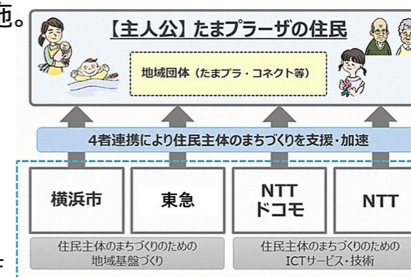 施。
【主人公】たまプラーザの住民
地域団体（たまプラ・コネクト等）
4者連携により住民主体のまちづくりを支援・加速
横浜市
東急
NTT
ドコモ
NTT
住民主体のまちづくりのための
地域基盤づくり
住民主体のまちづくりのための
ICTサービス・技術